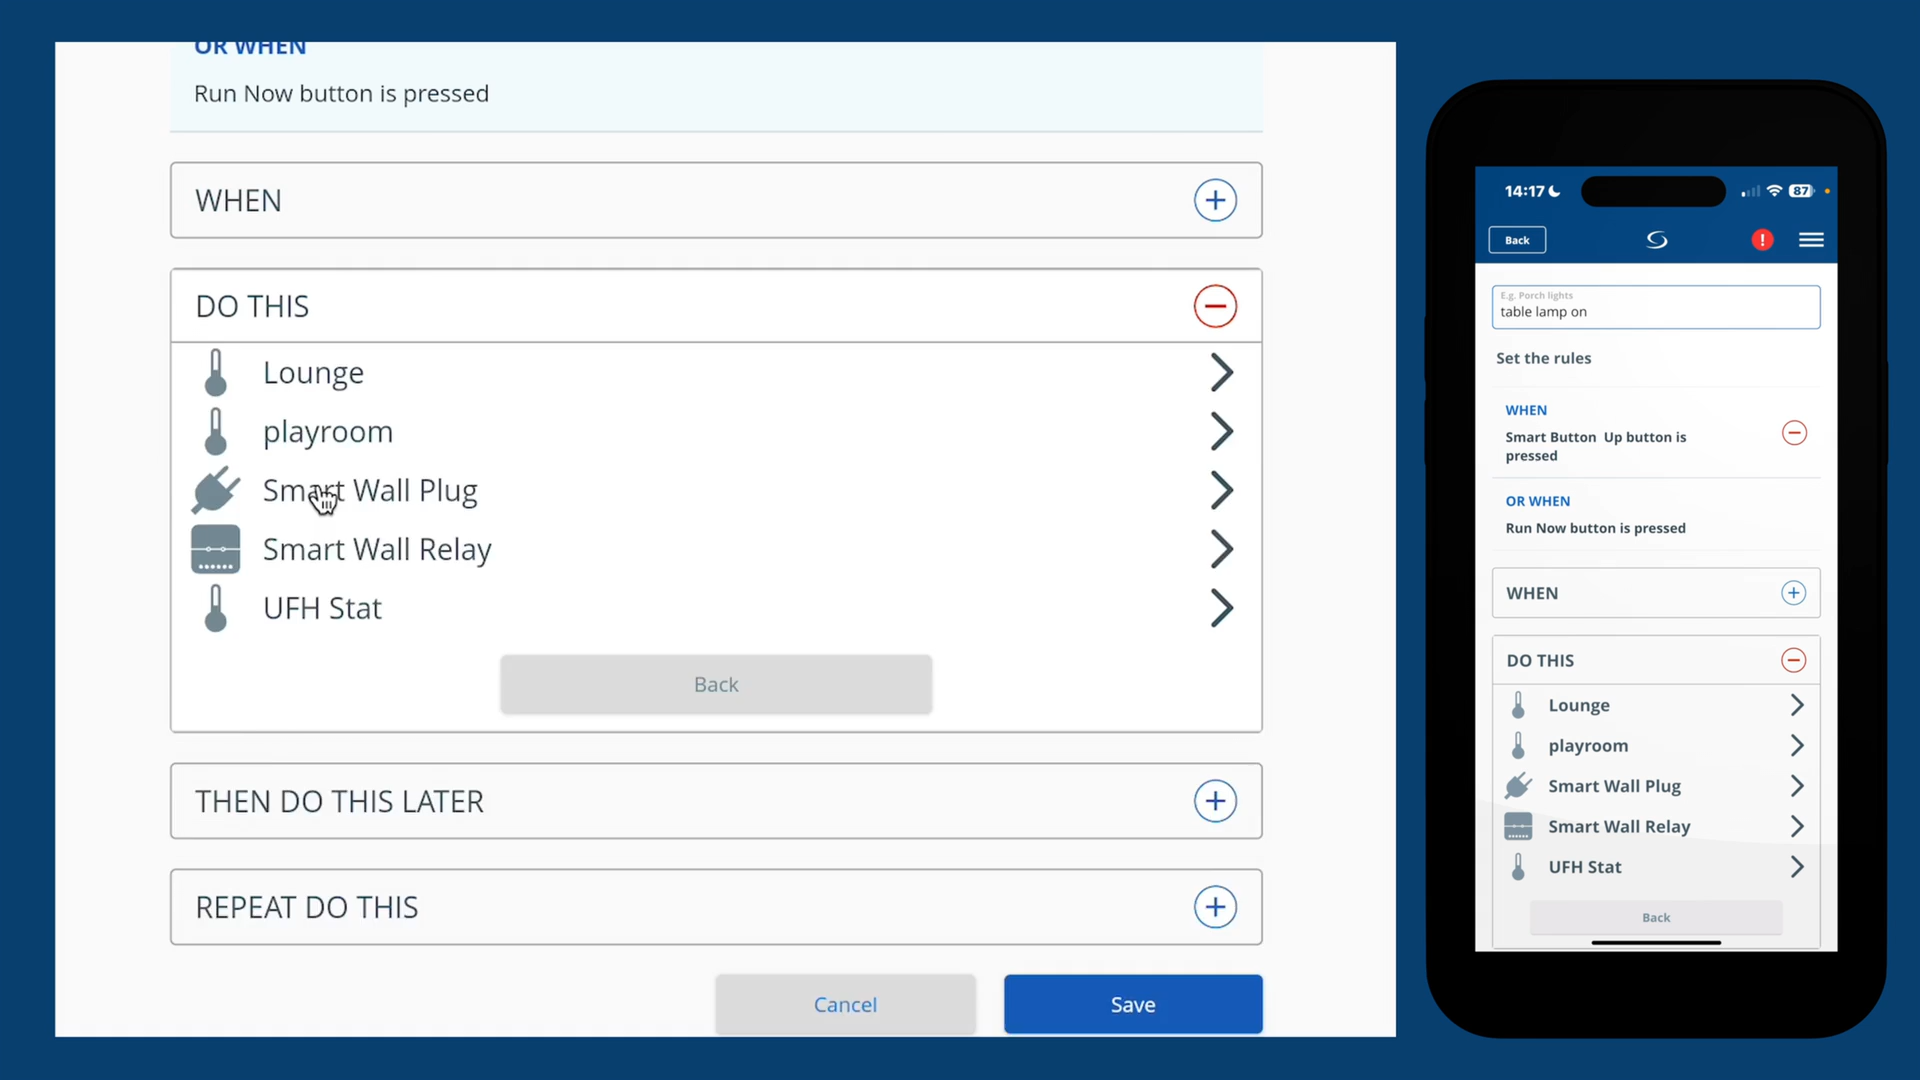 OR WHEN
Run Now button is pressed
WHEN
DO THIS
Lounge
playroom
Smart Wall Plug
Smart Wall Relay
UFH Stat
Back
THEN DO THIS LATER
REPEAT DO THIS
Cancel
Save
14:17
87
Back
!
E.g. Porch lights
table lamp on
Set the rules
WHEN
Smart Button Up button is
pressed
OR WHEN
Run Now button is pressed
WHEN
DO THIS
Lounge
playroom
Smart Wall Plug
Smart Wall Relay
UFH Stat
Back